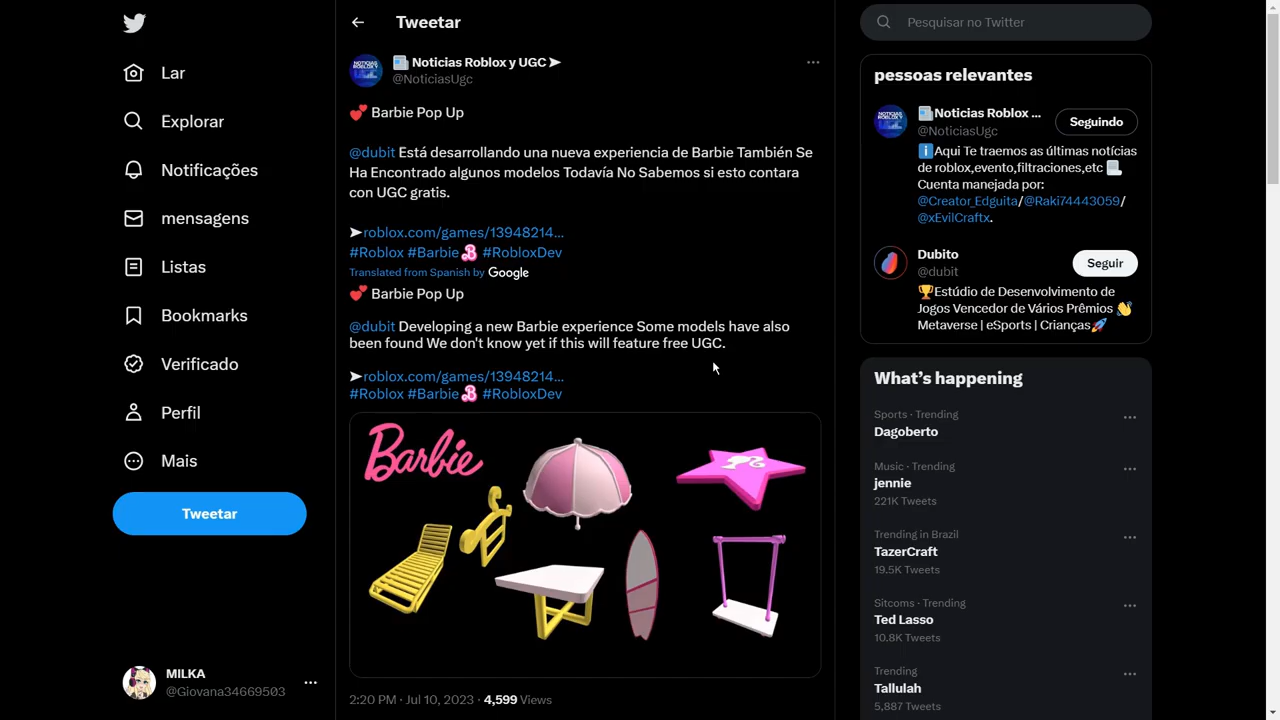 Lar
Explorar
Notificações
mensagens
Listas
Bookmarks
Verificado
Perfil
Mais
Tweetar
MILKA
@Giovana34669503
Tweetar
Noticias Roblox y UGC ➤
@NoticiasUgc
💕 Barbie Pop Up
@dubit Está desarrollando una nueva experiencia de Barbie También Se
Ha Encontrado algunos modelos Todavía No Sabemos si esto contara
con UGC gratis.
➤roblox.com/games/13948214…
#Roblox #Barbie #RobloxDev
Translated from Spanish by Google
💕 Barbie Pop Up
@dubit Developing a new Barbie experience Some models have also
been found We don't know yet if this will feature free UGC.
➤roblox.com/games/13948214…
#Roblox #Barbie #RobloxDev
Barbie
2:20 PM · Jul 10, 2023 · 4,599 Views
Pesquisar no Twitter
pessoas relevantes
Noticias Roblox ...
Seguindo
@NoticiasUgc
ℹ️Aqui Te traemos as últimas notícias
de roblox,evento,filtraciones,etc 📃
Cuenta manejada por:
@Creator_Edguita/@Raki74443059/
@xEvilCraftx.
Dubito
Seguir
@dubit
🏆Estúdio de Desenvolvimento de
Jogos Vencedor de Vários Prêmios 👋
Metaverse | eSports | Crianças🚀
What's happening
Sports · Trending
Dagoberto
Music · Trending
jennie
221K Tweets
Trending in Brazil
TazerCraft
19.5K Tweets
Sitcoms · Trending
Ted Lasso
10.8K Tweets
Trending
Tallulah
5,887 Tweets